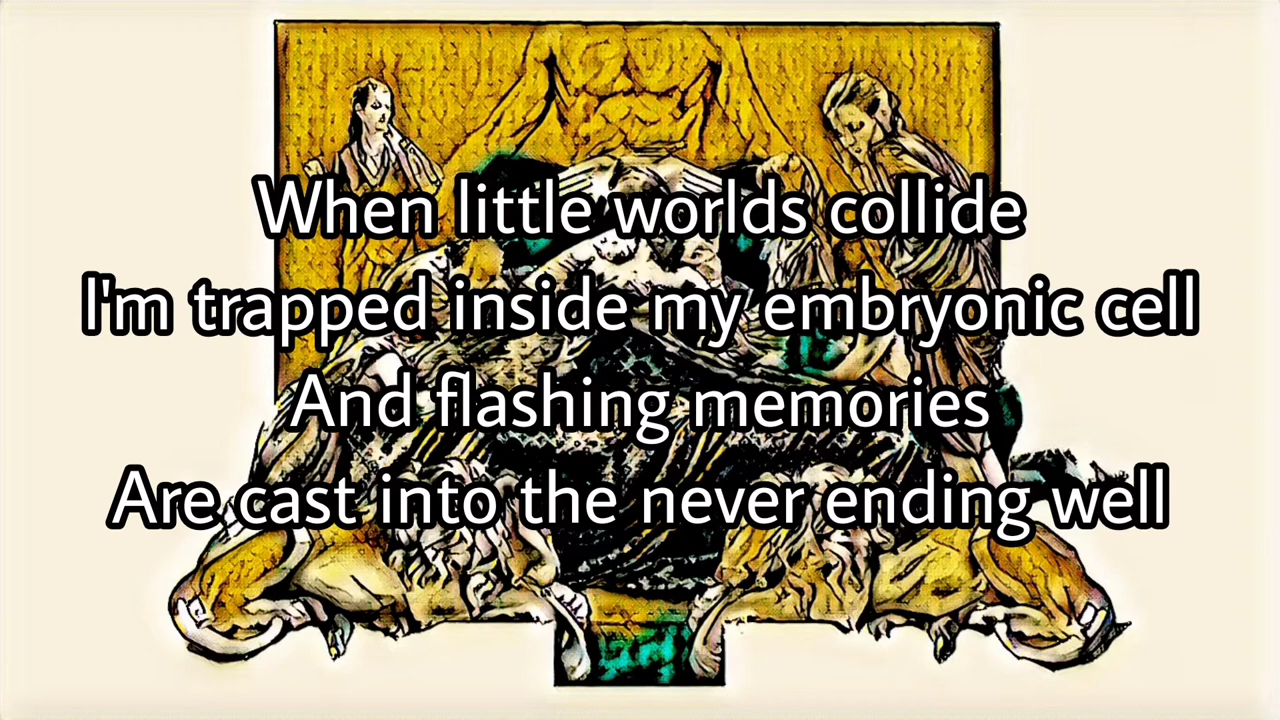 When little worlds collide
I'm trapped inside my embryonic cell
And flashing memories
Are cast into the never ending well